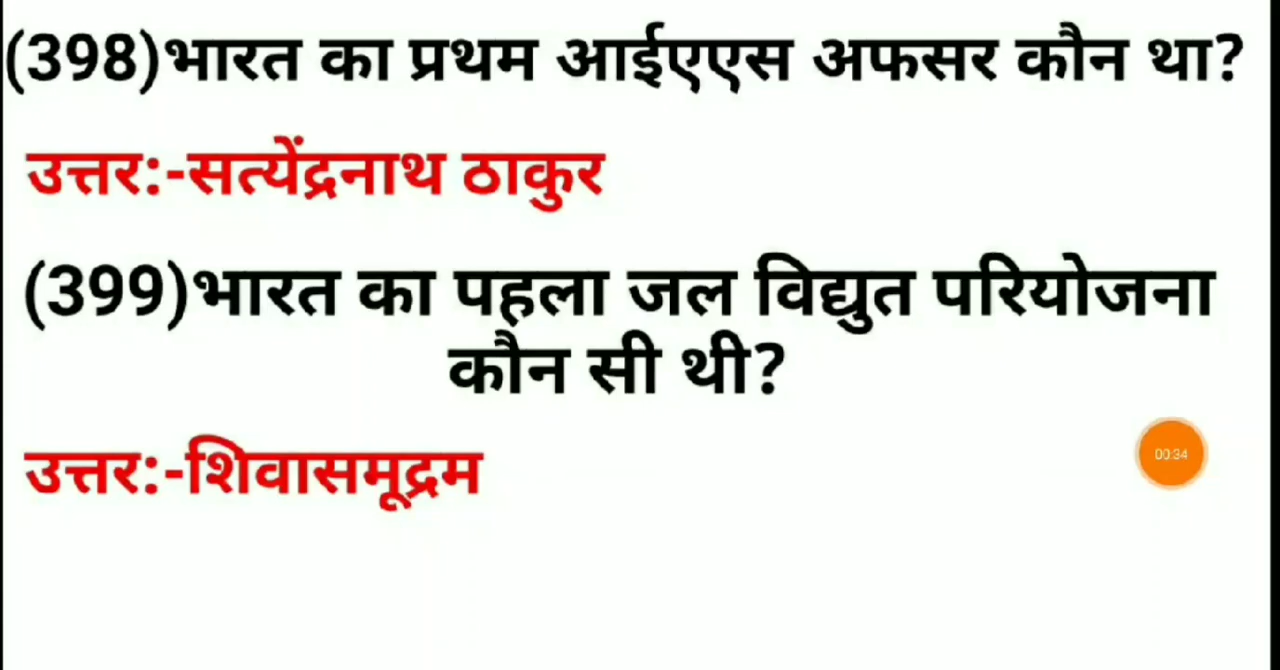 (398)भारत का प्रथम आईएएस अफसर कौन था?
उत्तर:-सत्येंद्रनाथ ठाकुर
(399)भारत का पहला जल विद्युत परियोजना
कौन सी थी?
00:34
उत्तर:-शिवासमूद्रम